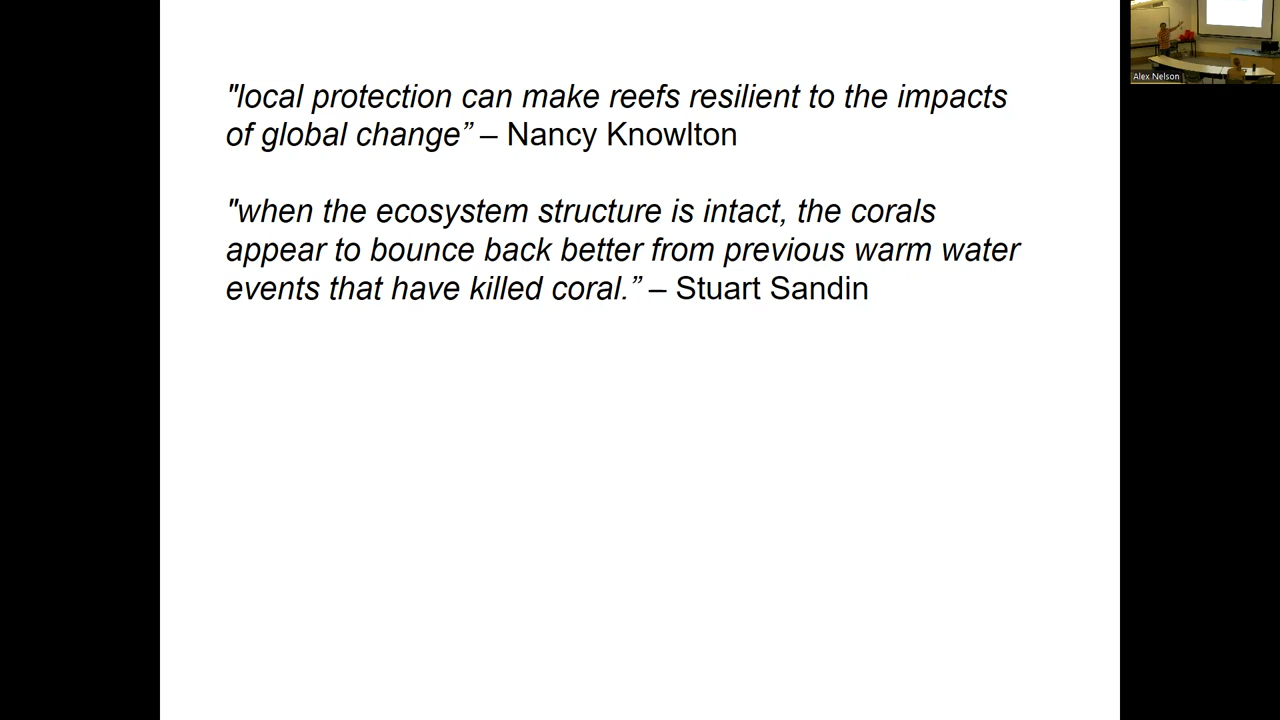 "local protection can make reefs resilient to the impacts
of global change” – Nancy Knowlton
"when the ecosystem structure is intact, the corals
appear to bounce back better from previous warm water
events that have killed coral.” – Stuart Sandin
Alex Nelson